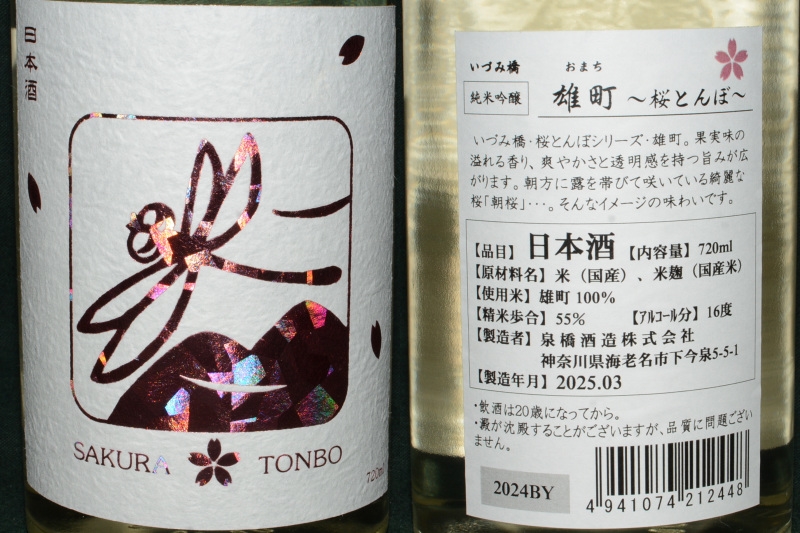 日本酒
SAKURA TONBO
720ml
いづみ橋 おまち
純米吟醸 雄町 ～桜とんぼ～
いづみ橋・桜とんぼシリーズ・雄町。果実味の
溢れる香り、爽やかさと透明感を持つ旨みが広
がります。朝方に露を帯びて咲いている綺麗な
桜「朝桜」・・・。そんなイメージの味わいです。
【品目】日本酒【内容量】720ml
【原材料名】米（国産）、米麹（国産米）
【使用米】雄町 100%
【精米歩合】55% 【アルコール分】16度
【製造者】泉橋酒造株式会社
神奈川県海老名市下今泉5-5-1
【製造年月】2025.03
・飲酒は20歳になってから。
・澱が沈殿することがございますが、品質に問題ござい
ません。
2024BY
4 941074 212448